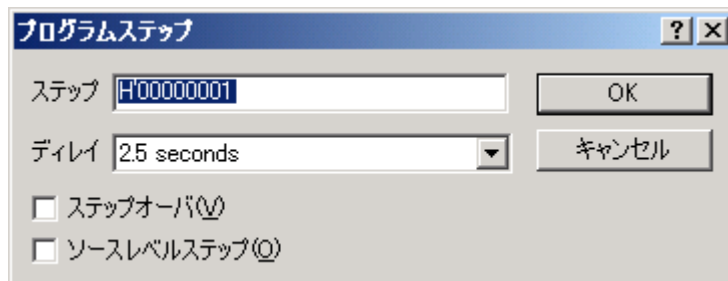 プログラムステップ
ステップ H'00000001 OK
ディレイ 2.5 seconds キャンセル
ステップオーバ(V)
ソースレベルステップ(O)